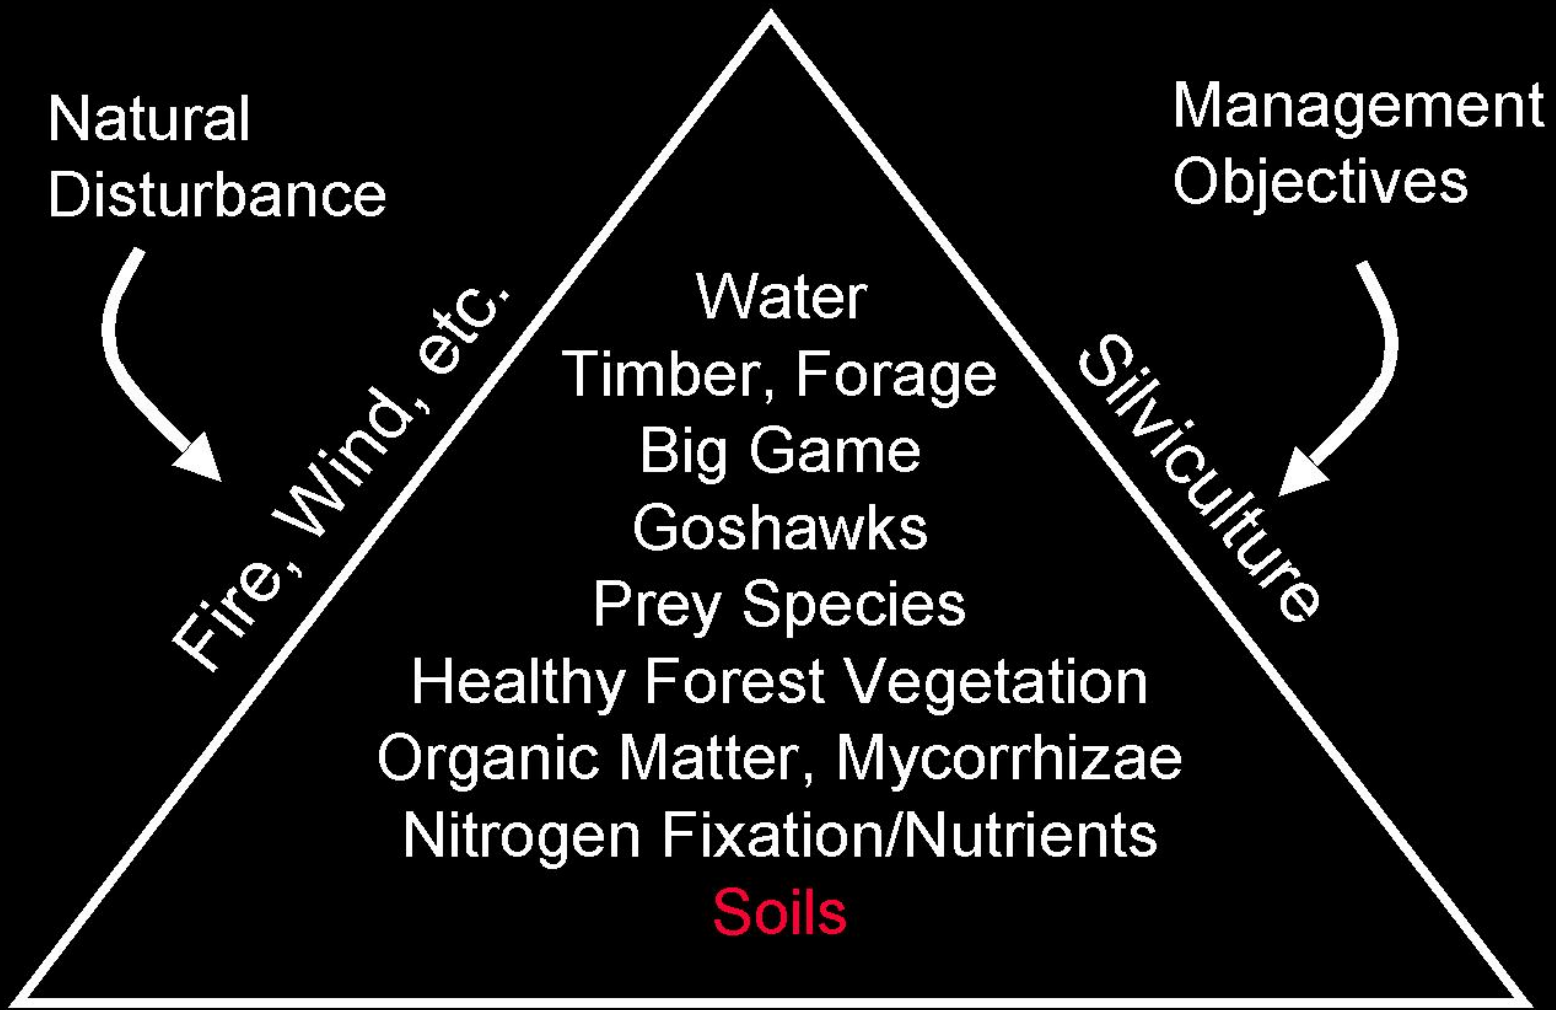 Natural
Disturbance
Management
Objectives
Fire, Wind, etc.
Silviculture
Water
Timber, Forage
Big Game
Goshawks
Prey Species
Healthy Forest Vegetation
Organic Matter, Mycorrhizae
Nitrogen Fixation/Nutrients
Soils